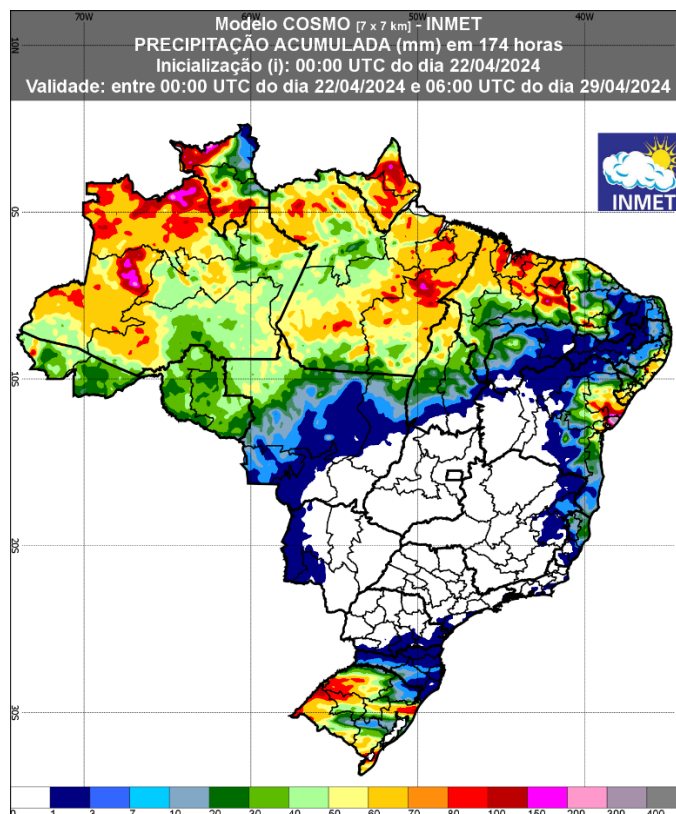 Modelo COSMO [7 x 7 km] - INMET
PRECIPITAÇÃO ACUMULADA (mm) em 174 horas
Inicialização (i): 00:00 UTC do dia 22/04/2024
Validade: entre 00:00 UTC do dia 22/04/2024 e 06:00 UTC do dia 29/04/2024
70W 60W 50W 40W
10N
INMET
0S
10S
20S
30S
0 1 3 7 10 20 30 40 50 60 70 80 100 150 200 300 400